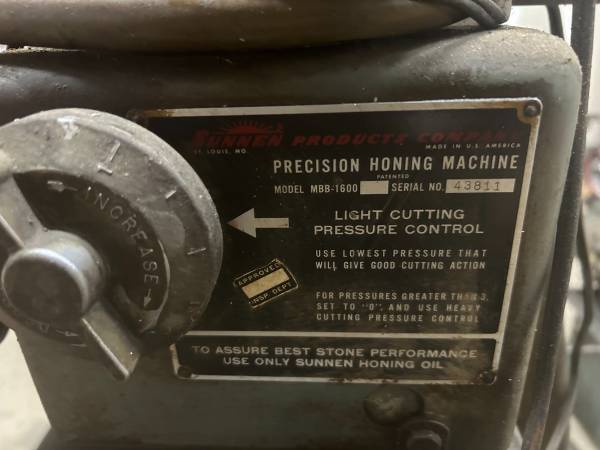 SUNNEN PRODUCTS COMPANY
ST. LOUIS, MO.
MADE IN U.S. AMERICA
PRECISION HONING MACHINE
PATENTED
MODEL MBB-1600 SERIAL NO. 43811
LIGHT CUTTING
PRESSURE CONTROL
USE LOWEST PRESSURE THAT
WILL GIVE GOOD CUTTING ACTION
APPROVED
INSP. DEPT
FOR PRESSURES GREATER THAN 3,
SET TO "O", AND USE HEAVY
CUTTING PRESSURE CONTROL
TO ASSURE BEST STONE PERFORMANCE
USE ONLY SUNNEN HONING OIL
1
INCREASE